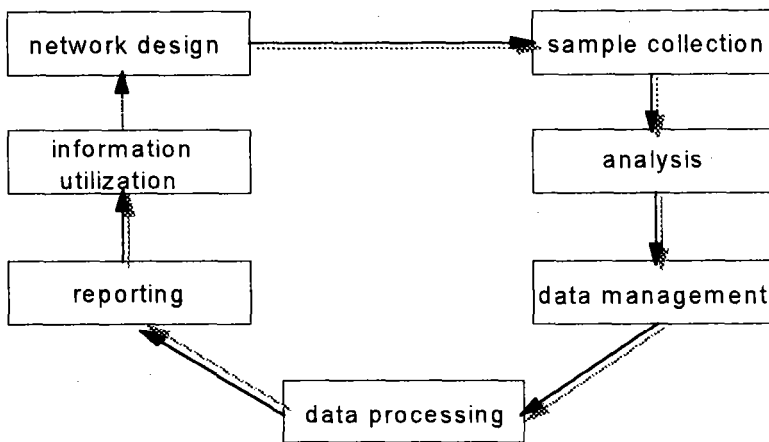 network design
sample collection
information
utilization
analysis
reporting
data management
data processing